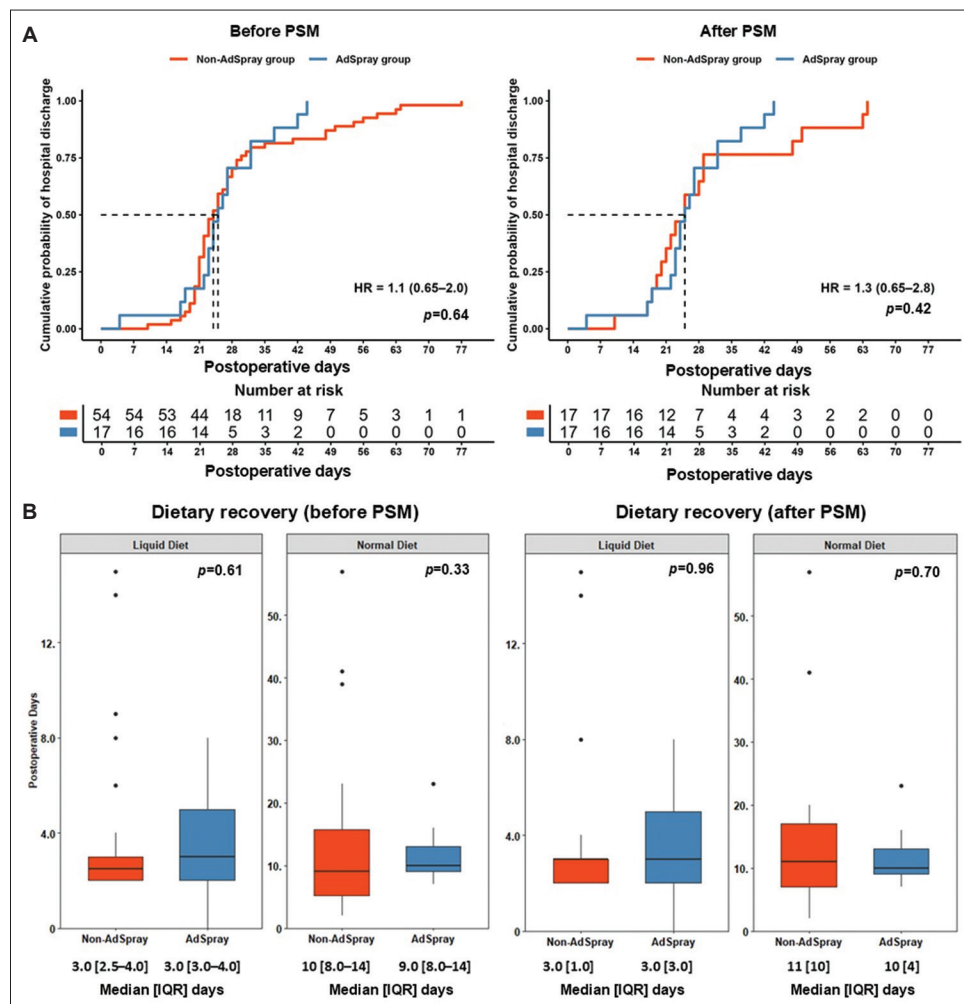 A
Before PSM
Non-AdSpray group AdSpray group
Cumulative probability of hospital discharge
1.00
0.75
0.50
0.25
0.00
HR = 1.1 (0.65–2.0)
p=0.64
0 7 14 21 28 35 42 49 56 63 70 77
Postoperative days
Number at risk
54 54 53 44 18 11 9 7 5 3 1 1
17 16 16 14 5 3 2 0 0 0 0 0
0 7 14 21 28 35 42 49 56 63 70 77
Postoperative days
After PSM
Non-AdSpray group AdSpray group
Cumulative probability of hospital discharge
1.00
0.75
0.50
0.25
0.00
HR = 1.3 (0.65–2.8)
p=0.42
0 7 14 21 28 35 42 49 56 63 70 77
Postoperative days
Number at risk
17 17 16 12 7 4 4 3 2 2 0 0
17 16 16 14 5 3 2 0 0 0 0 0
0 7 14 21 28 35 42 49 56 63 70 77
Postoperative days
B
Dietary recovery (before PSM)
Liquid Diet
p=0.61
Postoperative Days
12.
8.0
4.0
0
Non-AdSpray AdSpray
3.0 [2.5–4.0] 3.0 [3.0–4.0]
Normal Diet
p=0.33
50.
40.
30.
20.
10.
0
Non-AdSpray AdSpray
10 [8.0–14] 9.0 [8.0–14]
Median [IQR] days
Median [IQR] days
Dietary recovery (after PSM)
Liquid Diet
p=0.96
12.
8.0
4.0
0
Non-AdSpray AdSpray
3.0 [1.0] 3.0 [3.0]
Normal Diet
p=0.70
50.
40.
30.
20.
10.
0
Non-AdSpray AdSpray
11 [10] 10 [4]
Median [IQR] days
Median [IQR] days